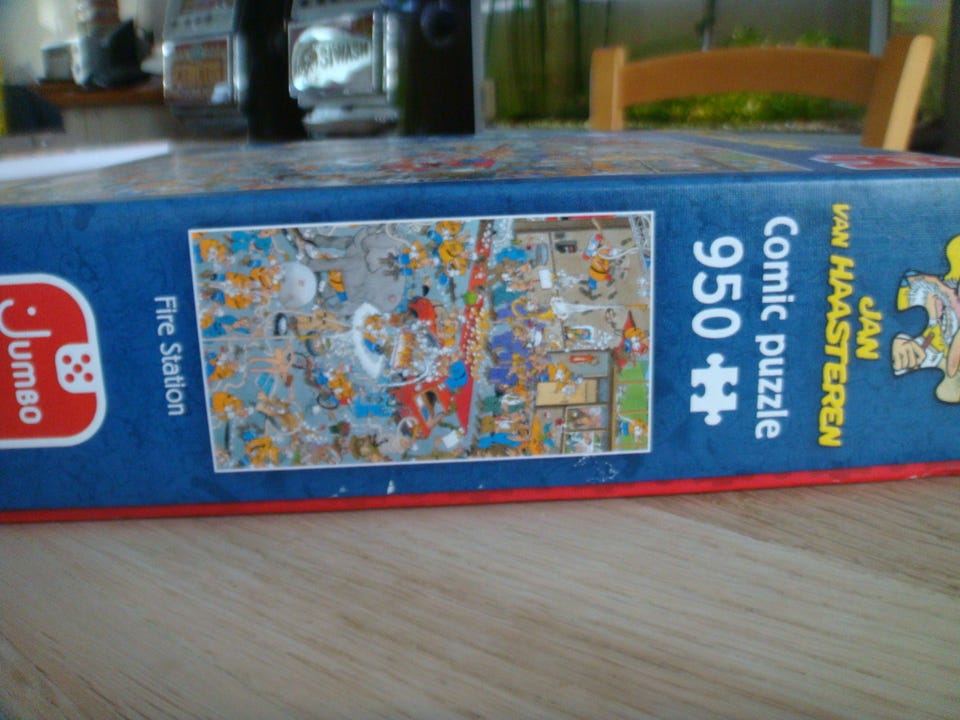 JAN
VAN HAASTEREN
Comic puzzle
950
Fire Station
Jumbo